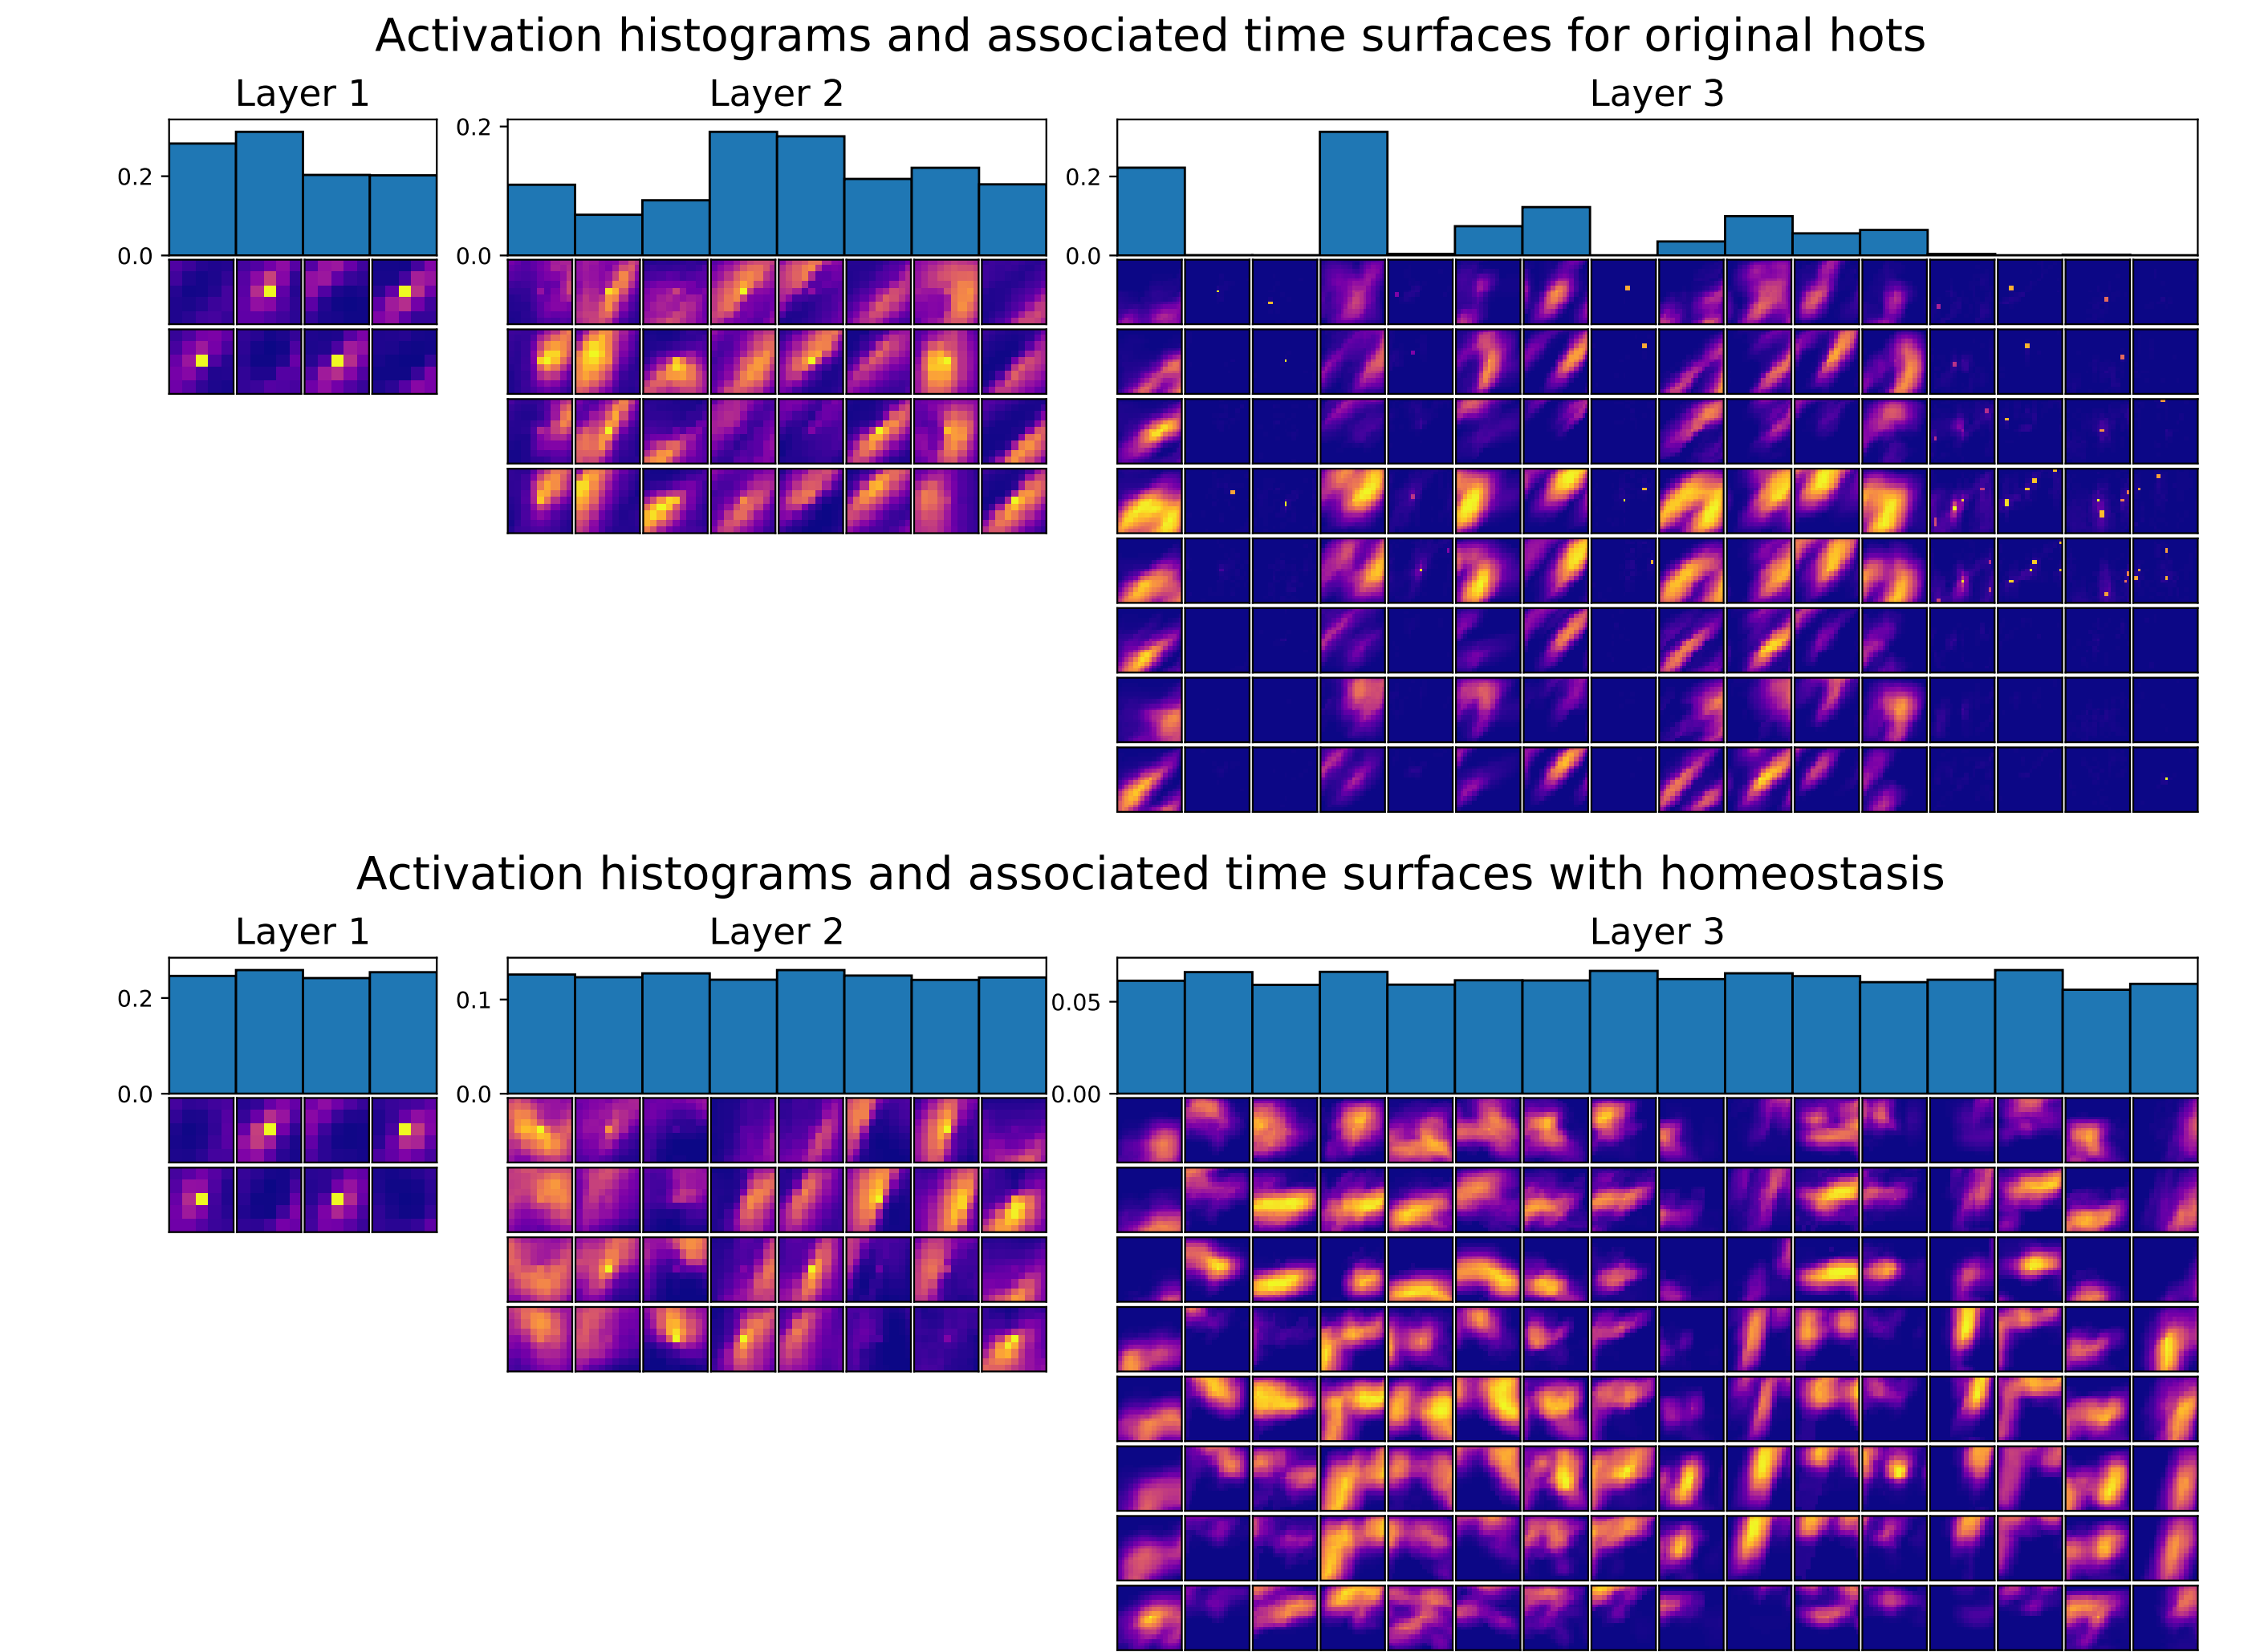 Activation histograms and associated time surfaces for original hots
Layer 1
Layer 2
Layer 3
0.2
0.0
0.2
0.0
0.2
0.0
Activation histograms and associated time surfaces with homeostasis
Layer 1
Layer 2
Layer 3
0.2
0.0
0.1
0.0
0.05
0.00